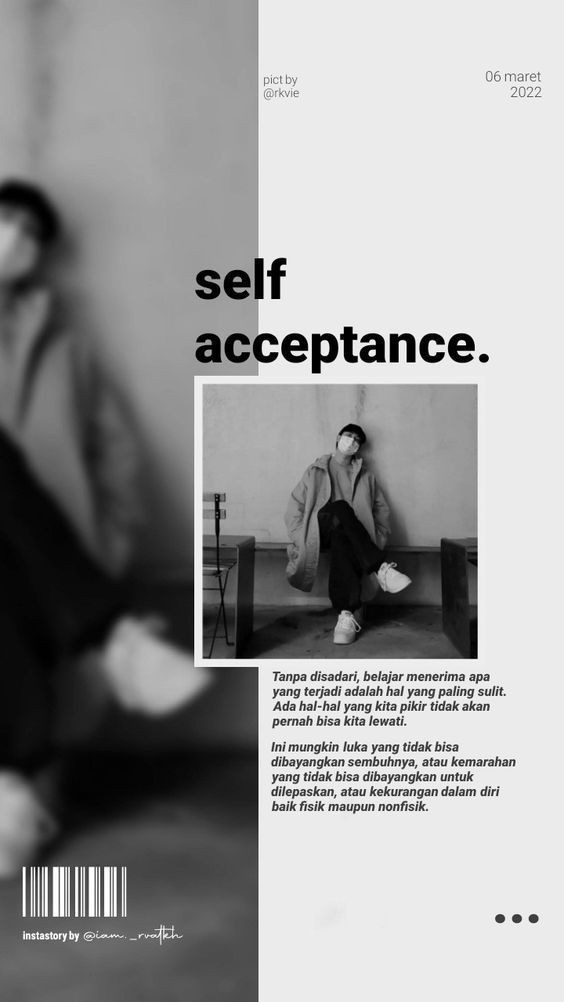 pict by
@rkvie
06 maret
2022
self
acceptance.
Tanpa disadari, belajar menerima apa
yang terjadi adalah hal yang paling sulit.
Ada hal-hal yang kita pikir tidak akan
pernah bisa kita lewati.
Ini mungkin luka yang tidak bisa
dibayangkan sembuhnya, atau kemarahan
yang tidak bisa dibayangkan untuk
dilepaskan, atau kekurangan dalam diri
baik fisik maupun nonfisik.
instastory by